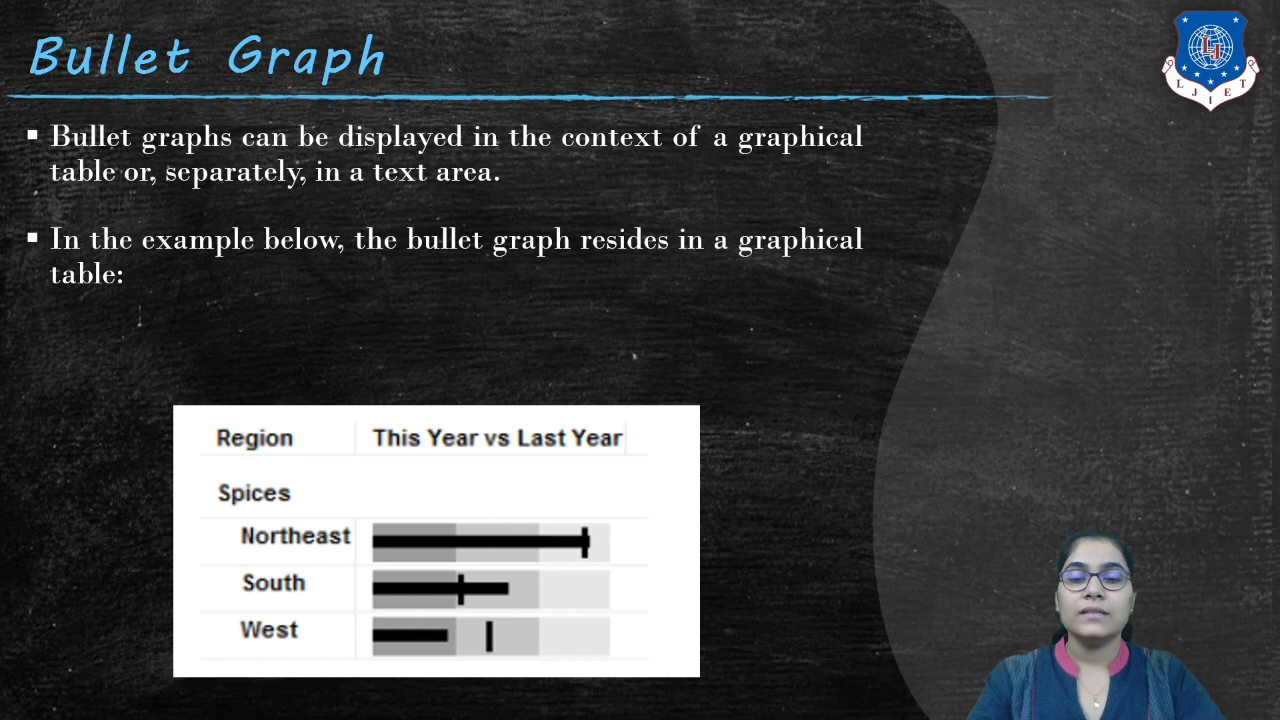 Bullet Graph
LJIET
▪ Bullet graphs can be displayed in the context of a graphical
table or, separately, in a text area.
▪ In the example below, the bullet graph resides in a graphical
table:
Region This Year vs Last Year
Spices
Northeast
South
West